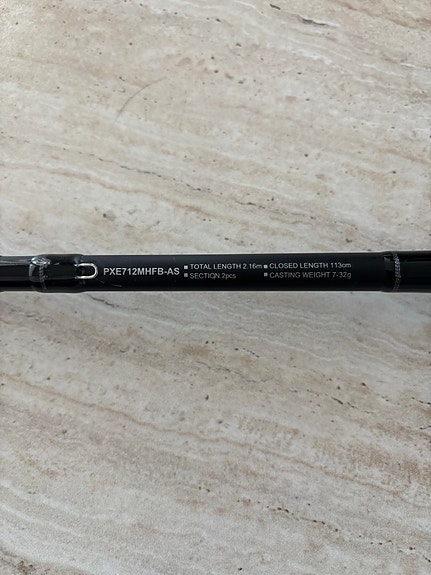 PXE712MHFB-AS
■ TOTAL LENGTH 2.16m ■ CLOSED LENGTH 113cm
■ SECTION 2pcs ■ CASTING WEIGHT 7-32g